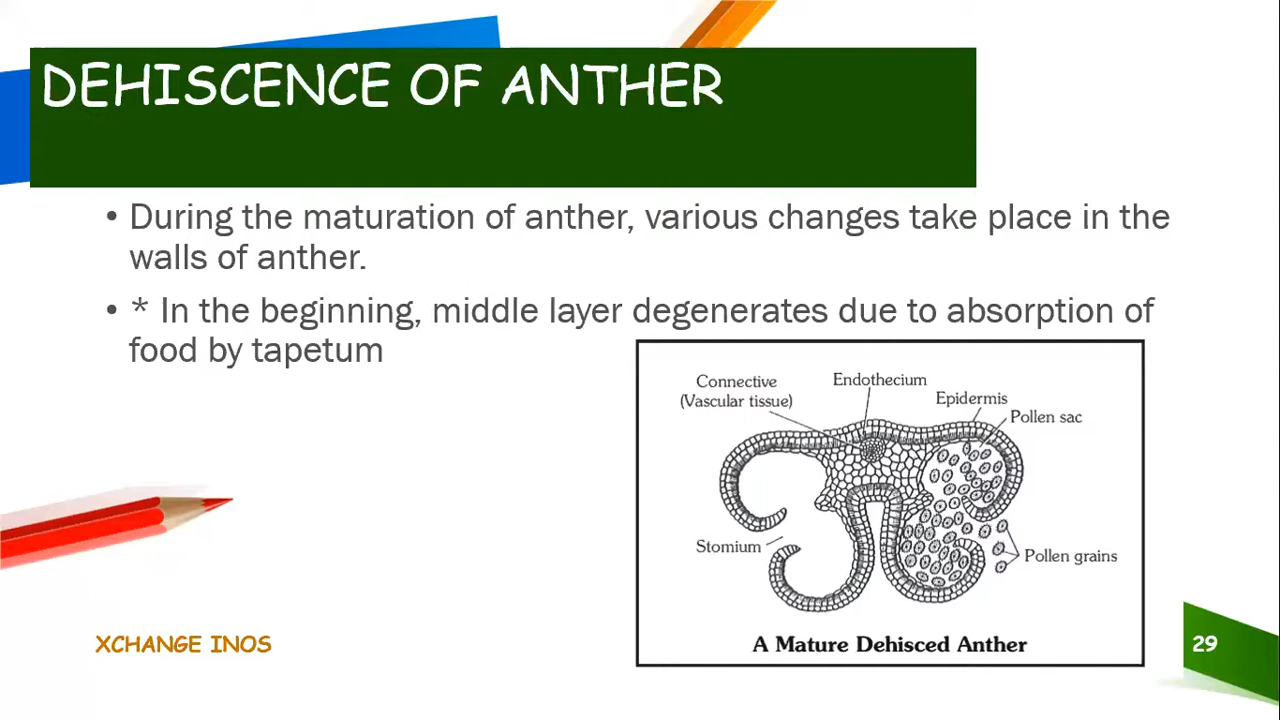 DEHISCENCE OF ANTHER
• During the maturation of anther, various changes take place in the
walls of anther.
• * In the beginning, middle layer degenerates due to absorption of
food by tapetum
Connective
(Vascular tissue)
Endothecium
Epidermis
Pollen sac
Stomium
Pollen grains
A Mature Dehisced Anther
XCHANGE INOS
29